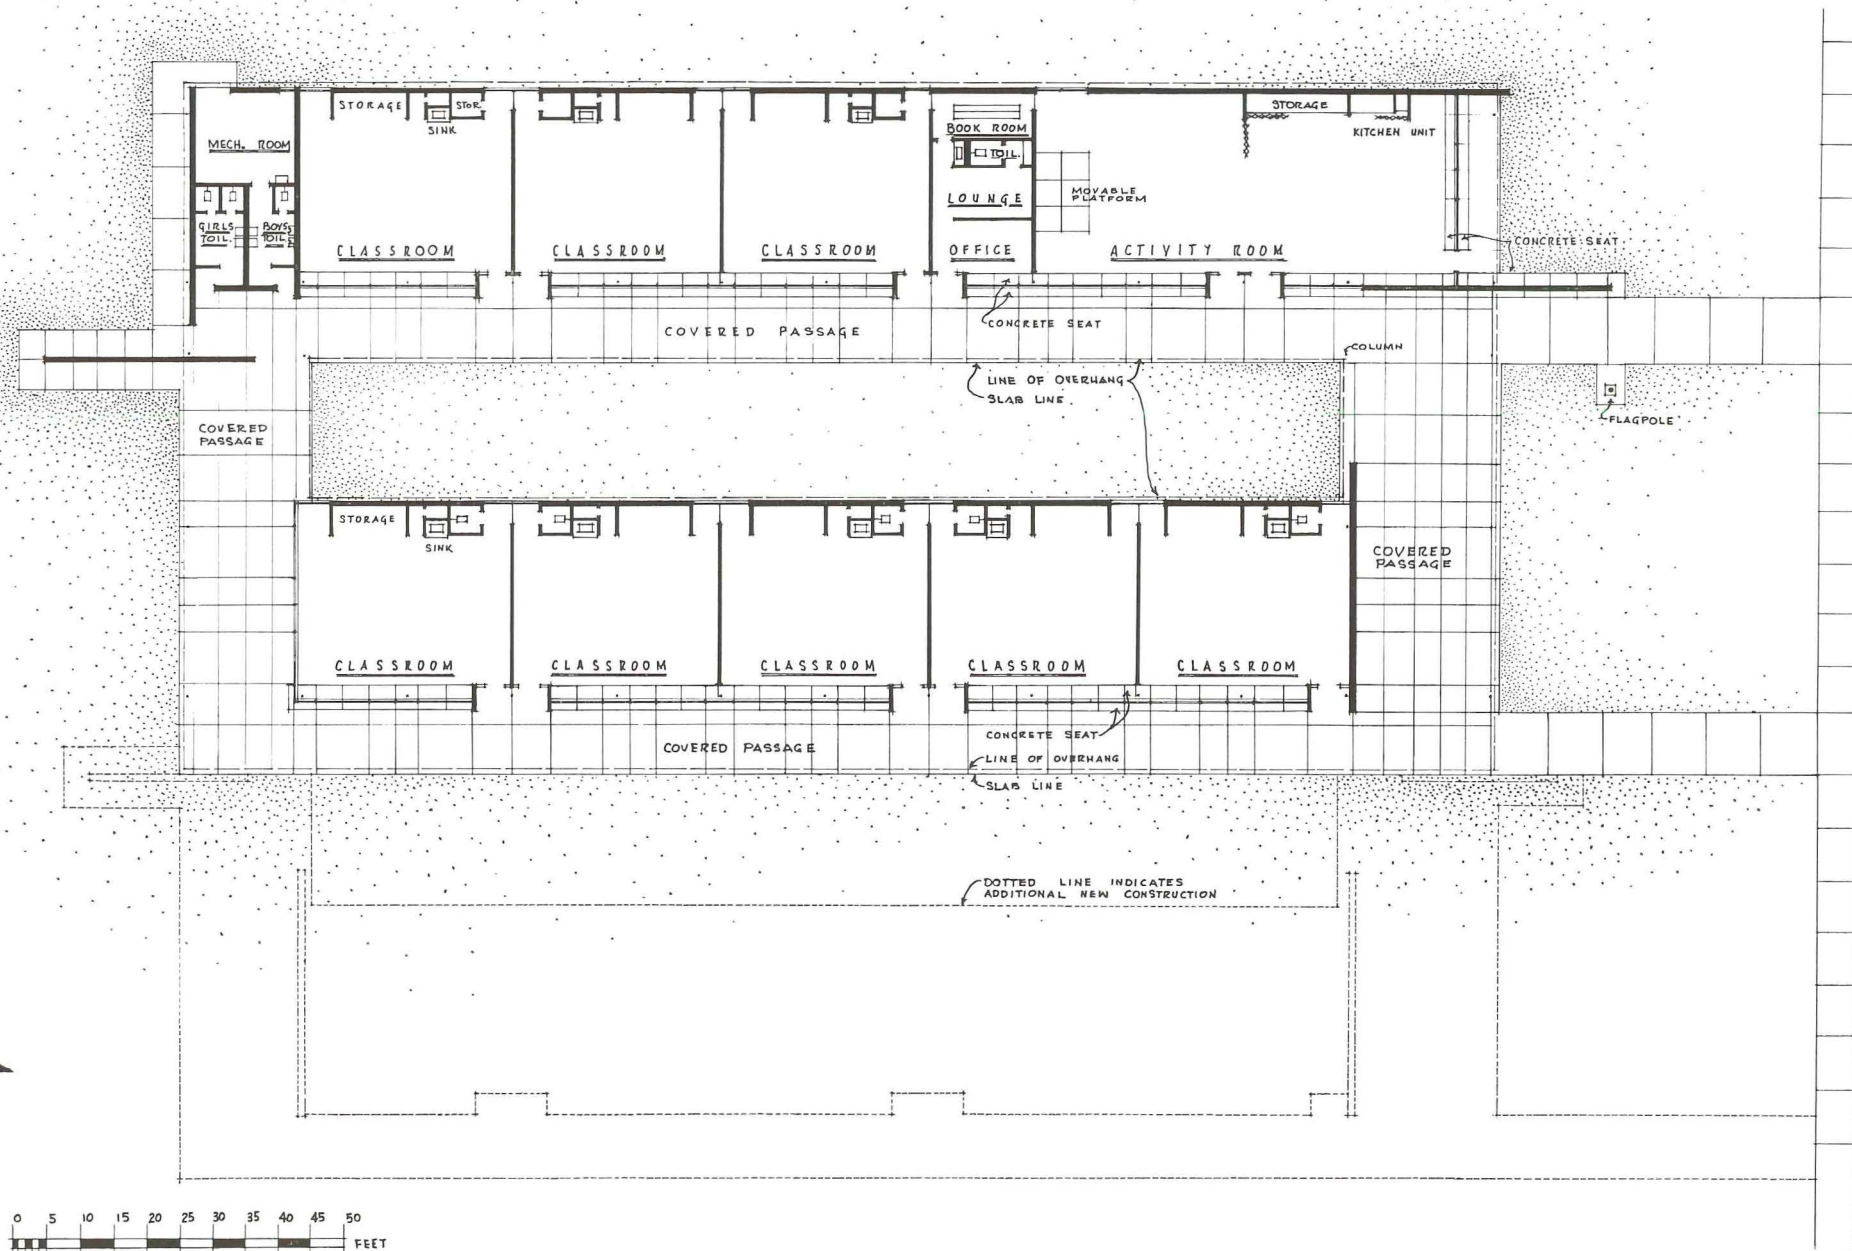 STORAGE
STOR
SINK
MECH. ROOM
GIRLS
TOIL.
BOYS
TOIL
CLASSROOM
CLASSROOM
CLASSROOM
BOOK ROOM
TOIL.
LOUNGE
OFFICE
MOVABLE
PLATFORM
ACTIVITY ROOM
STORAGE
KITCHEN UNIT
CONCRETE SEAT
COVERED PASSAGE
CONCRETE SEAT
COLUMN
LINE OF OVERHANG
SLAB LINE
FLAGPOLE
COVERED
PASSAGE
STORAGE
SINK
COVERED
PASSAGE
CLASSROOM
CLASSROOM
CLASSROOM
CLASSROOM
CLASSROOM
COVERED PASSAGE
CONCRETE SEAT
LINE OF OVERHANG
SLAB LINE
DOTTED LINE INDICATES
ADDITIONAL NEW CONSTRUCTION
0 5 10 15 20 25 30 35 40 45 50
FEET